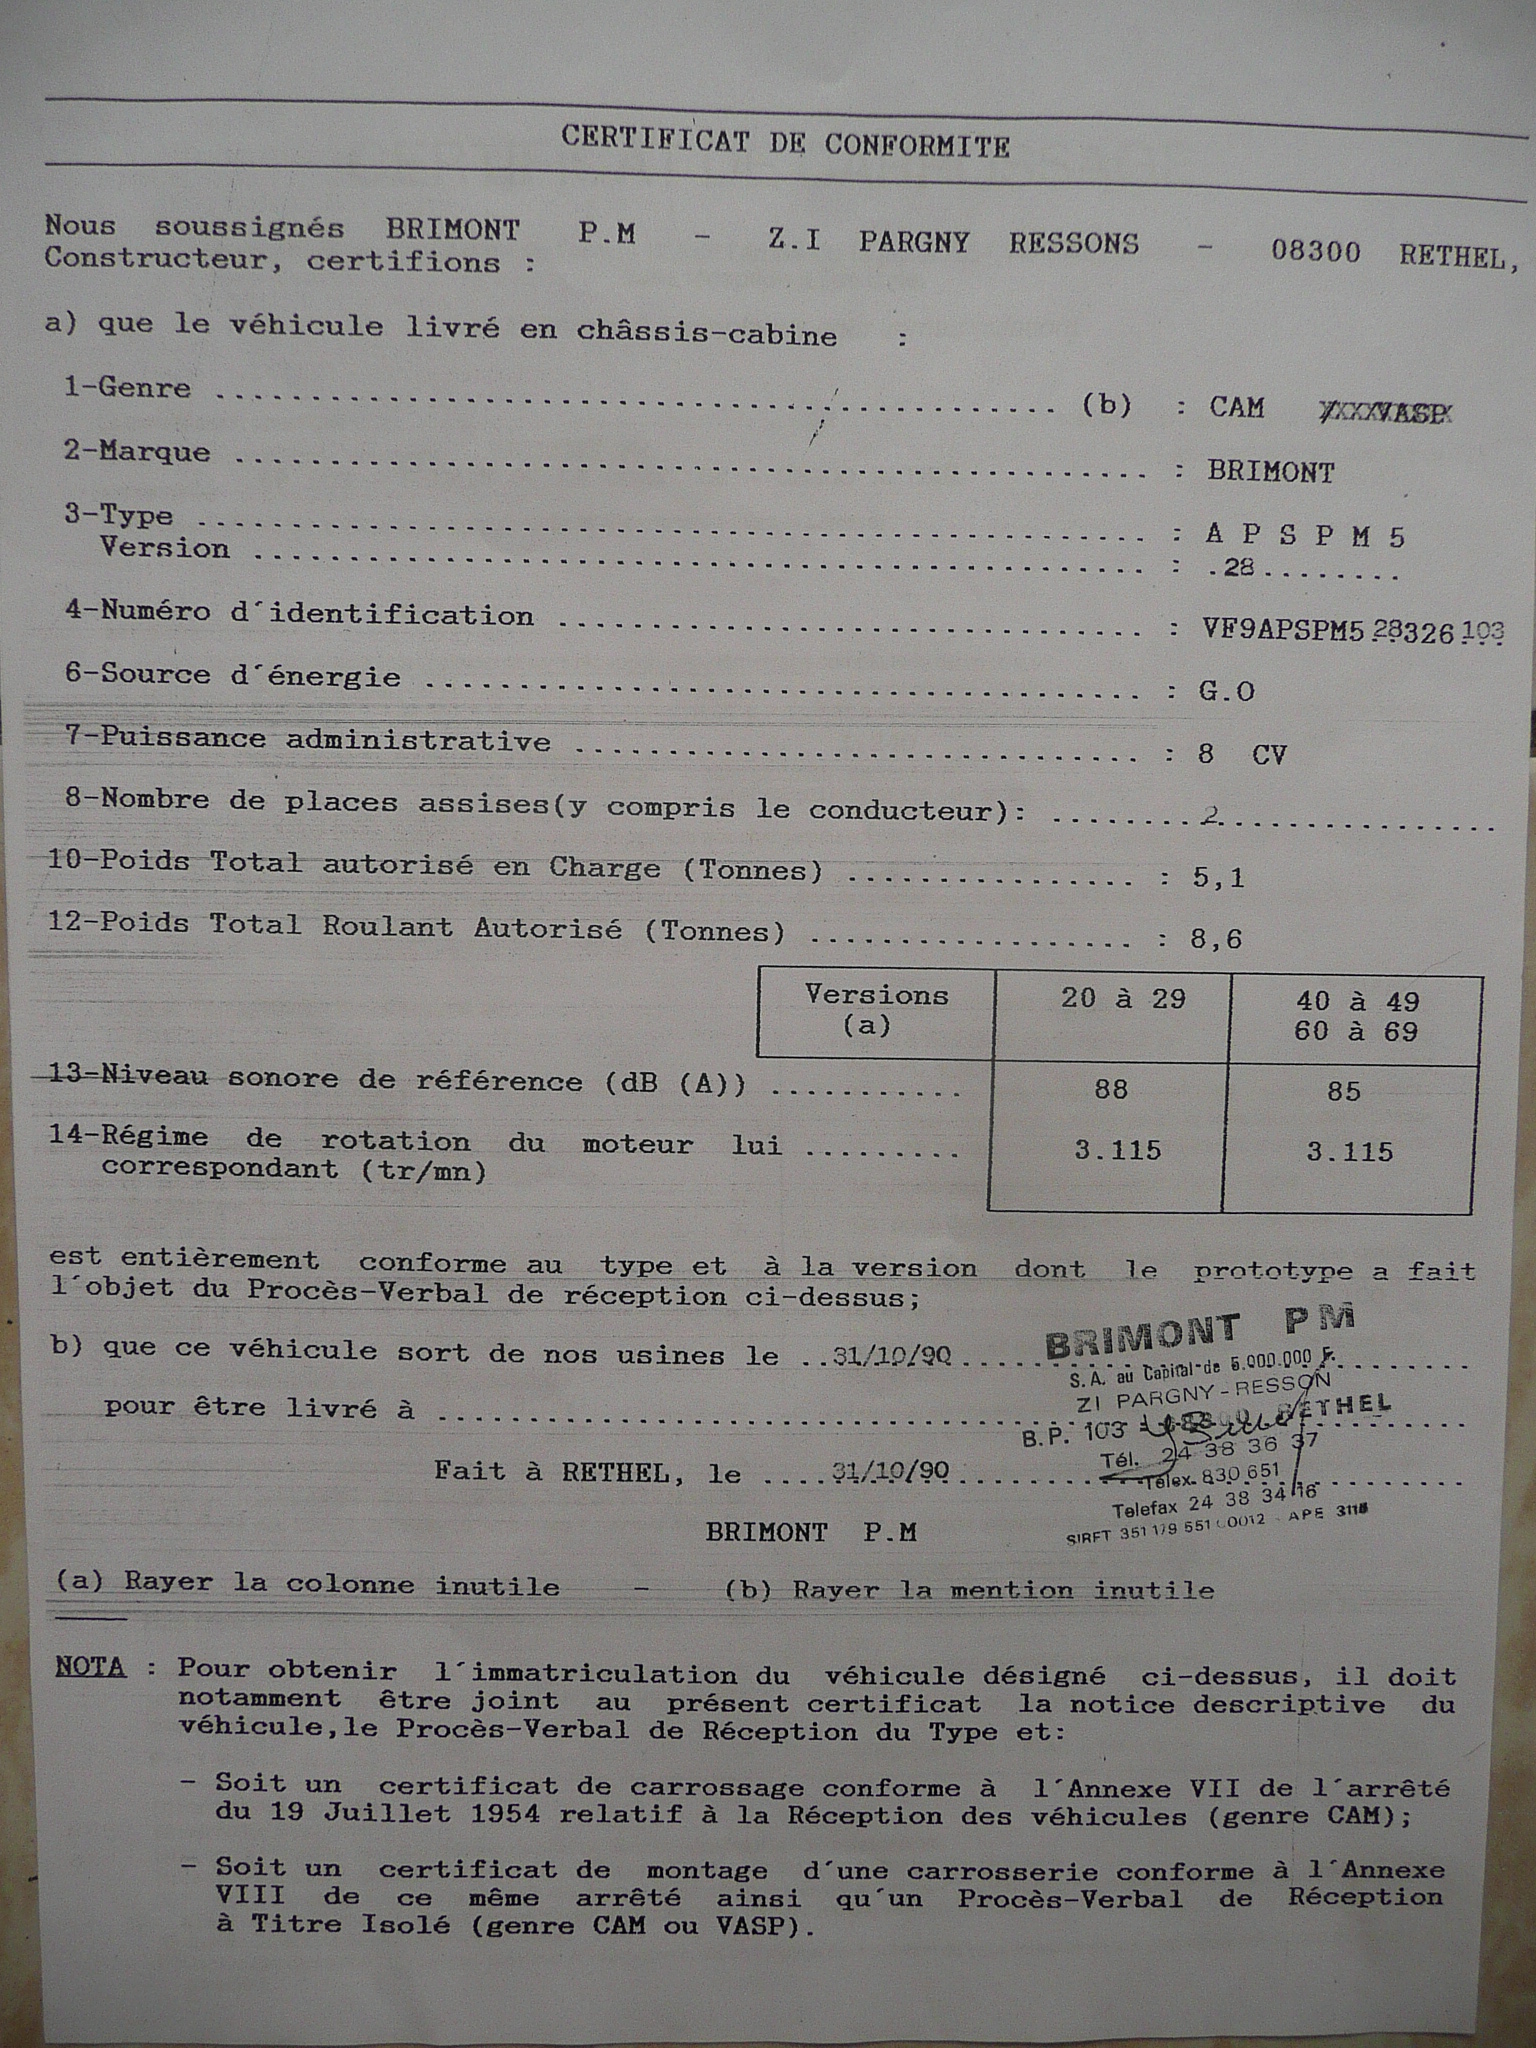 CERTIFICAT DE CONFORMITE
Nous soussignés BRIMONT P.M - Z.I PARGNY RESSONS - 08300 RETHEL,
Constructeur, certifions :
a) que le véhicule livré en châssis-cabine :
1-Genre ............................................... (b) : CAM /XXXXVASP
2-Marque .................................................. : BRIMONT
3-Type .................................................... : A P S P M 5
Version ................................................. : .28........
4-Numéro d´identification ................................. : VF9APSPM528326103
6-Source d´énergie ........................................ : G.O
7-Puissance administrative ................................ : 8 CV
8-Nombre de places assises(y compris le conducteur): ........2...............
10-Poids Total autorisé en Charge (Tonnes) ................ : 5,1
12-Poids Total Roulant Autorisé (Tonnes) .................. : 8,6
Versions 20 à 29 40 à 49
(a) 60 à 69
13-Niveau sonore de référence (dB (A)) ........... 88 85
14-Régime de rotation du moteur lui ......... 3.115 3.115
correspondant (tr/mn)
est entièrement conforme au type et à la version dont le prototype a fait
l´objet du Procès-Verbal de réception ci-dessus;
b) que ce véhicule sort de nos usines le ..31/10/90............................
pour être livré à .........................................................
Fait à RETHEL, le ....31/10/90............................
BRIMONT PM
S.A. au Capital de 5.000.000 F.
ZI PARGNY-RESSON
B.P. 103 - 08300 RETHEL
Tél. 24 38 36 37
Télex 830 651
Telefax 24 38 34 16
BRIMONT P.M
(a) Rayer la colonne inutile - (b) Rayer la mention inutile
NOTA : Pour obtenir l´immatriculation du véhicule désigné ci-dessus, il doit
notamment être joint au présent certificat la notice descriptive du
véhicule,le Procès-Verbal de Réception du Type et:
- Soit un certificat de carrossage conforme à l´Annexe VII de l´arrêté
du 19 Juillet 1954 relatif à la Réception des véhicules (genre CAM);
- Soit un certificat de montage d´une carrosserie conforme à l´Annexe
VIII de ce même arrêté ainsi qu´un Procès-Verbal de Réception
à Titre Isolé (genre CAM ou VASP).